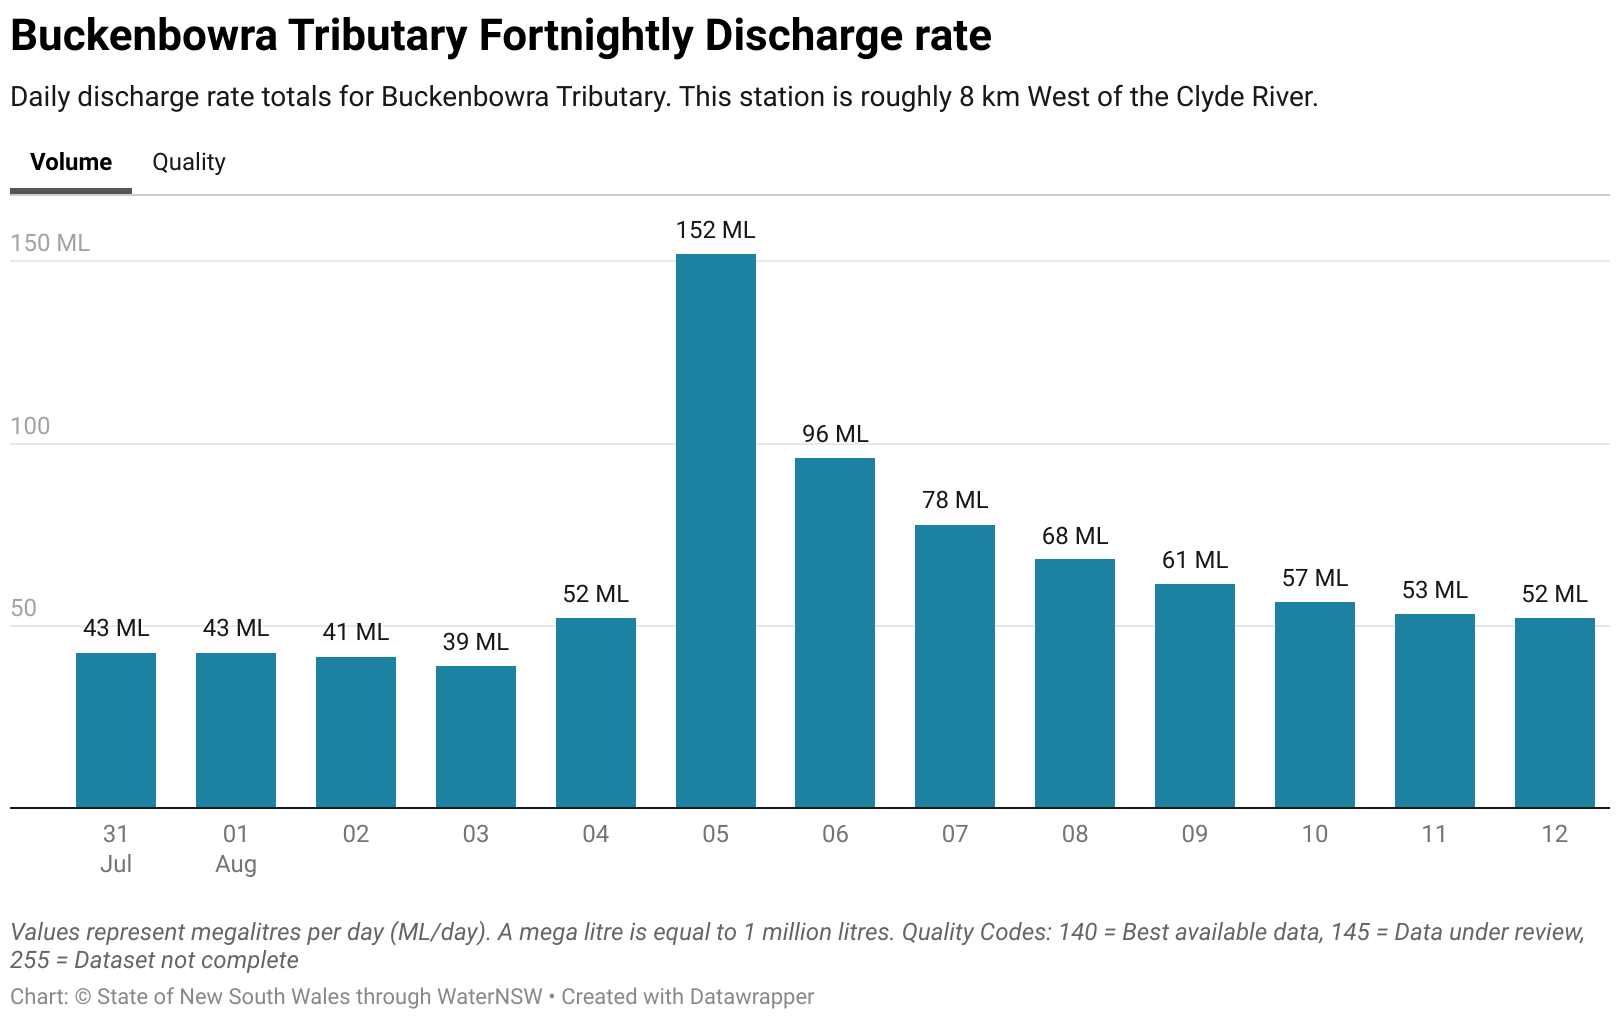 Buckenbowra Tributary Fortnightly Discharge rate
Daily discharge rate totals for Buckenbowra Tributary. This station is roughly 8 km West of the Clyde River.
Volume Quality
152 ML
150 ML
96 ML
100
78 ML
68 ML
61 ML
57 ML
53 ML
52 ML
52 ML
50
43 ML 43 ML 41 ML 39 ML
31 01 02 03 04 05 06 07 08 09 10 11 12
Jul Aug
Values represent megalitres per day (ML/day). A mega litre is equal to 1 million litres. Quality Codes: 140 = Best available data, 145 = Data under review,
255 = Dataset not complete
Chart: © State of New South Wales through WaterNSW • Created with Datawrapper